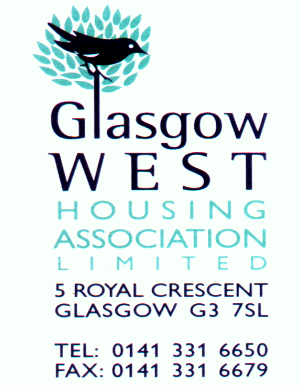 Glasgow
WEST
HOUSING
ASSOCIATION
LIMITED
5 ROYAL CRESCENT
GLASGOW G3 7SL
TEL: 0141 331 6650
FAX: 0141 331 6679